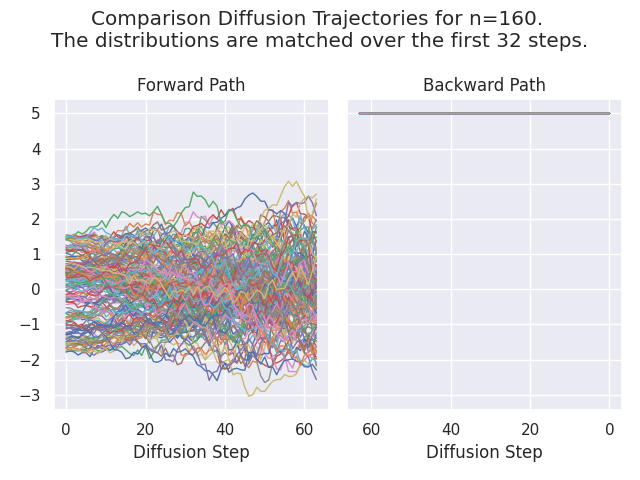 Comparison Diffusion Trajectories for n=160.
The distributions are matched over the first 32 steps.
Forward Path
Backward Path
5
4
3
2
1
0
−1
−2
−3
0 20 40 60
60 40 20 0
Diffusion Step
Diffusion Step